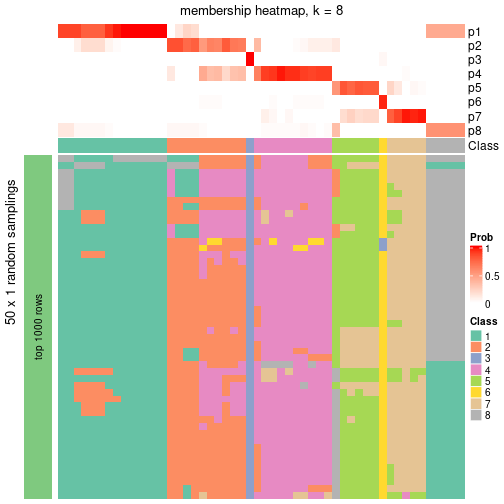 membership heatmap, k = 8
p1
p2
p3
p4
p5
p6
p7
p8
Class
50 x 1 random samplings
top 1000 rows
Prob
1
0.5
0
Class
1
2
3
4
5
6
7
8